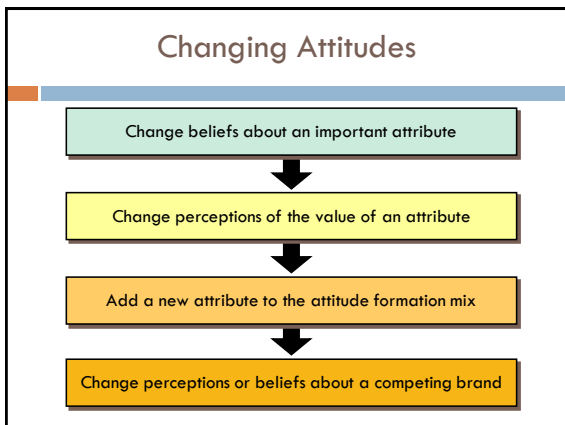 Changing Attitudes
Change beliefs about an important attribute
Change perceptions of the value of an attribute
Add a new attribute to the attitude formation mix
Change perceptions or beliefs about a competing brand